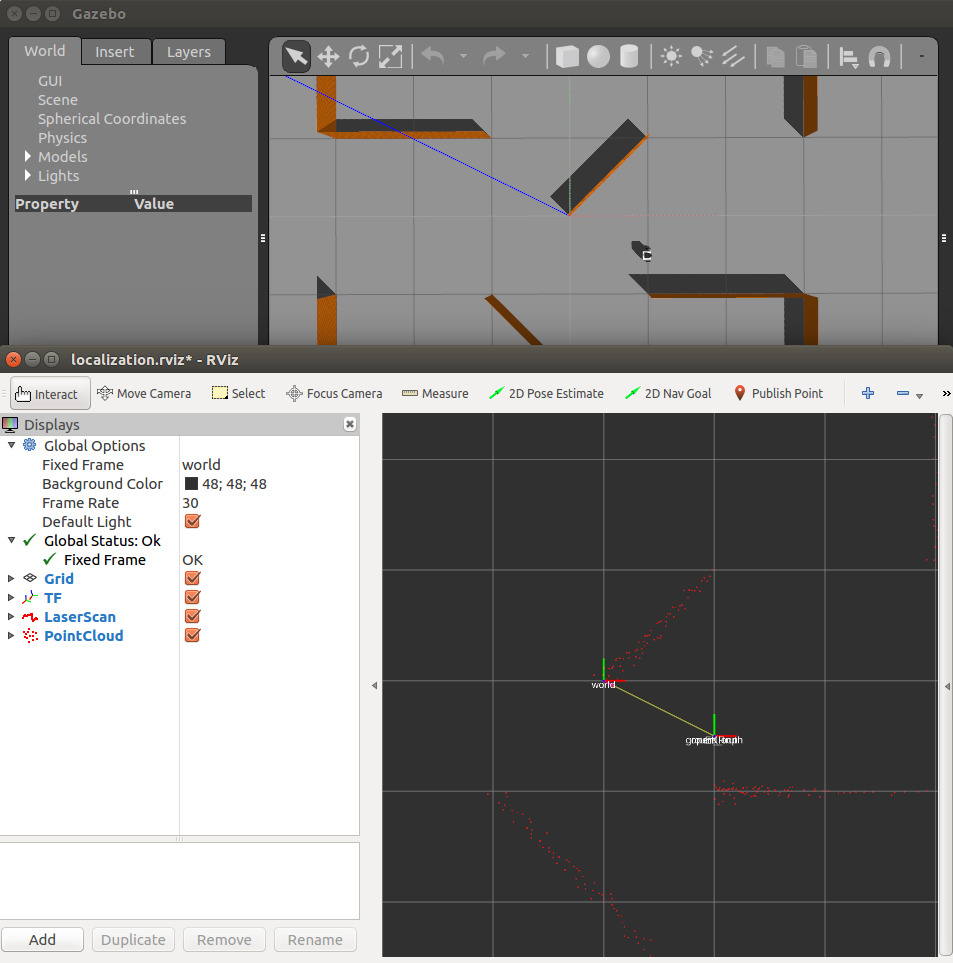 Gazebo
World Insert Layers
GUI
Scene
Spherical Coordinates
Physics
Models
Lights
Property Value
localization.rviz* - RViz
Interact Move Camera Select Focus Camera Measure 2D Pose Estimate 2D Nav Goal Publish Point »
Displays
Global Options
Fixed Frame world
Background Color 48; 48; 48
Frame Rate 30
Default Light
Global Status: Ok
Fixed Frame OK
Grid
TF
LaserScan
PointCloud
world
Add Duplicate Remove Rename